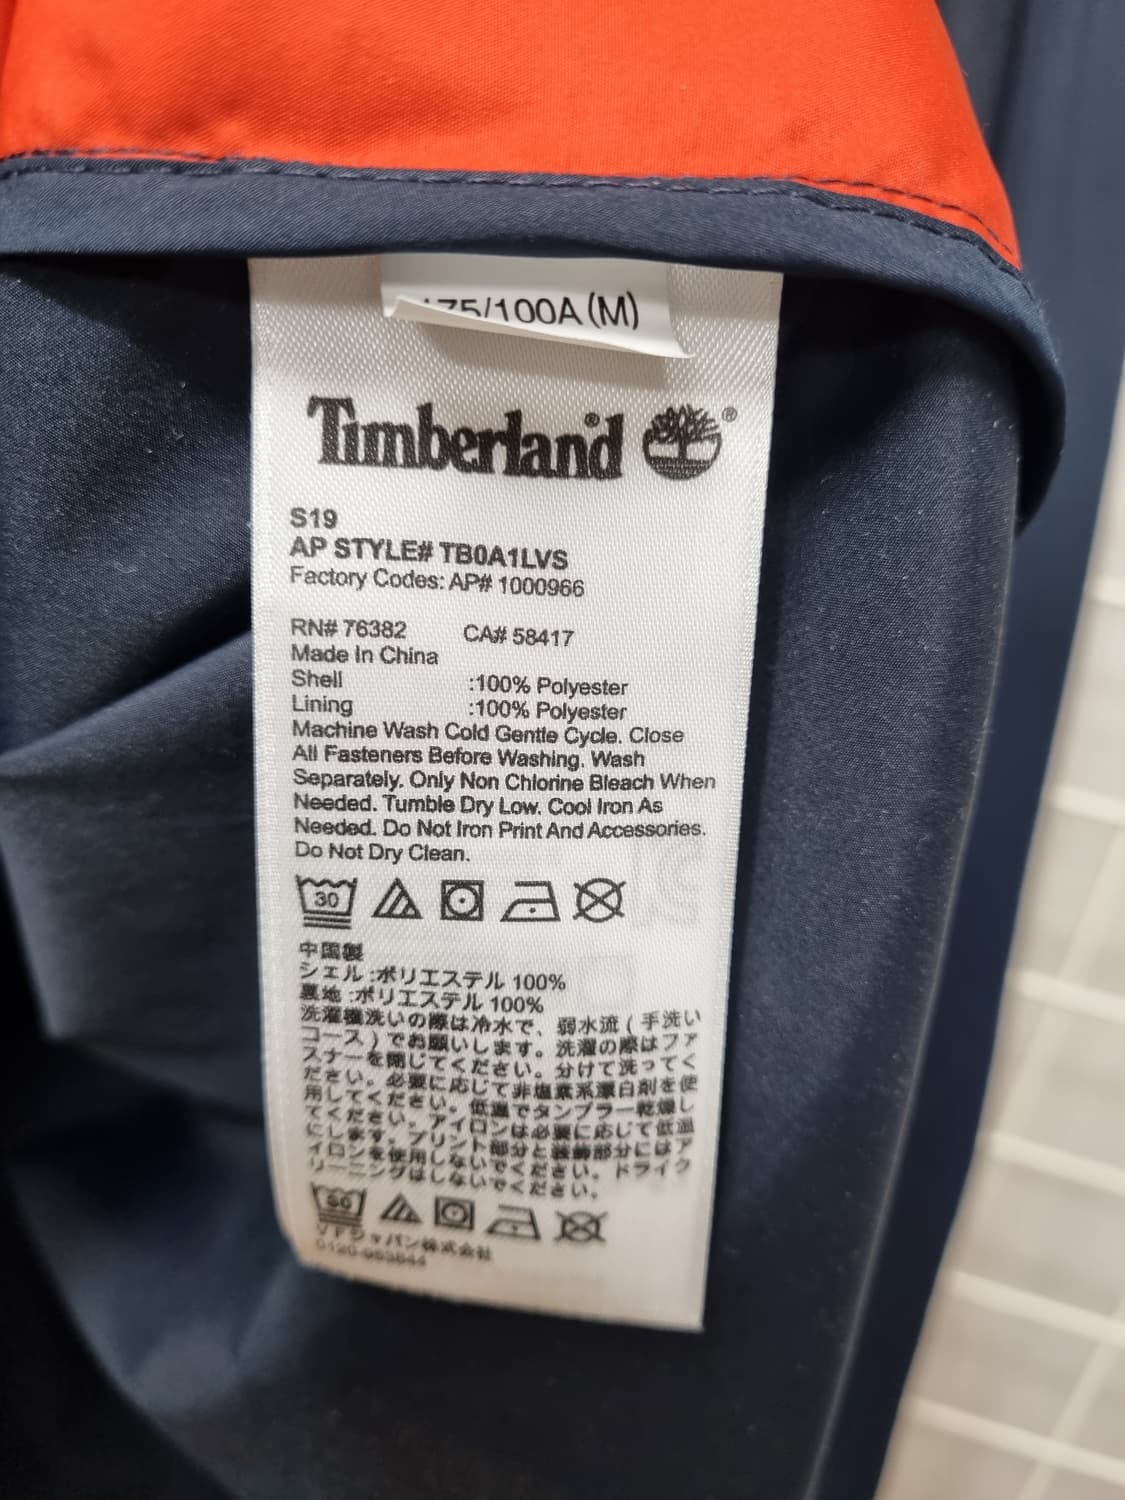 175/100A(M)
Timberland® ®
S19
AP STYLE# TB0A1LVS
Factory Codes: AP# 1000966
RN# 76382 CA# 58417
Made In China
Shell :100% Polyester
Lining :100% Polyester
Machine Wash Cold Gentle Cycle. Close
All Fasteners Before Washing. Wash
Separately. Only Non Chlorine Bleach When
Needed. Tumble Dry Low. Cool Iron As
Needed. Do Not Iron Print And Accessories.
Do Not Dry Clean.
30
中国製
シェル :ポリエステル 100%
裏地 :ポリエステル 100%
洗濯機洗いの際は冷水で、弱水流 ( 手洗い
コース ) でお願いします。洗濯の際はファ
スナーを閉じてください。分けて洗ってく
ださい。必要に応じて非塩素系漂白剤を使
用してください。低温でタンブラー乾燥し
てください。アイロンは必要に応じて低温
にします。プリント部分と装飾部分にはア
イロンを使用しないでください。ドライク
リーニングはしないでください。
VFジャパン株式会社